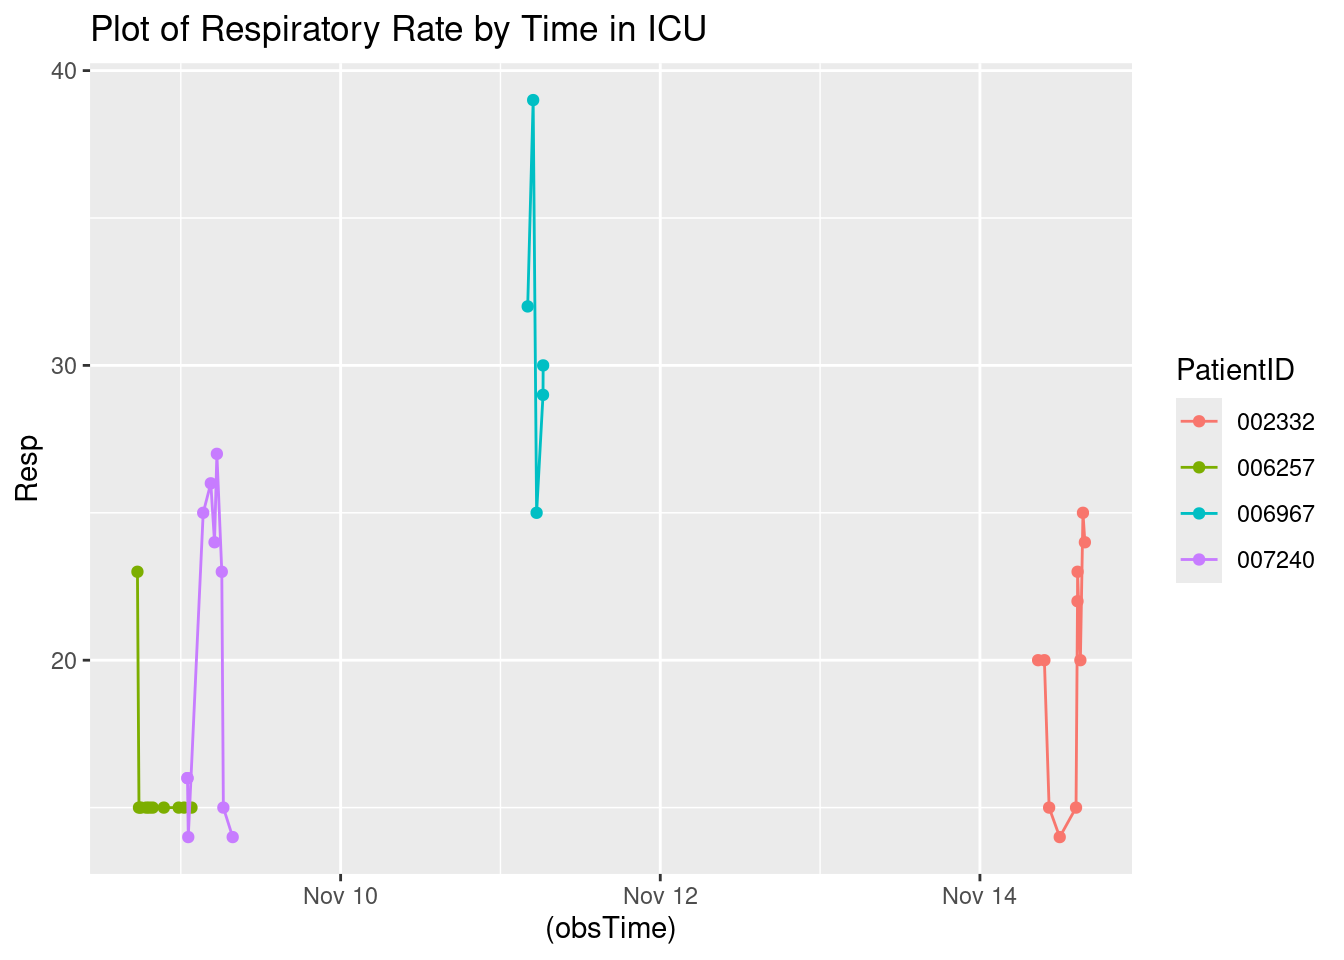 Plot of Respiratory Rate by Time in ICU
40
30
20
Resp
Nov 10
Nov 12
Nov 14
(obsTime)
PatientID
002332
006257
006967
007240